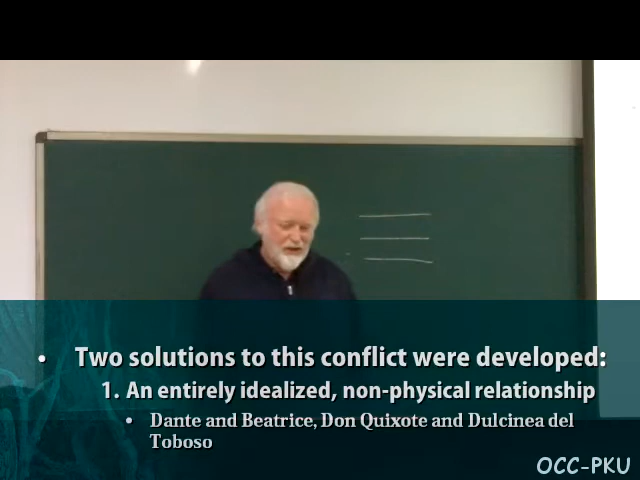 • Two solutions to this conflict were developed:
1. An entirely idealized, non-physical relationship
• Dante and Beatrice, Don Quixote and Dulcinea del
Toboso
OCC-PKU